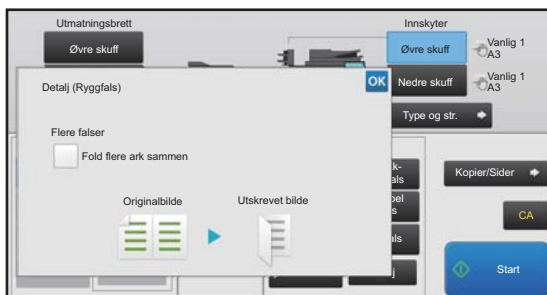 Utmatningsbrett
Innskyter
Øvre skuff
Øvre skuff
Vanlig 1
A3
OK
Nedre skuff
Vanlig 1
A3
Detalj (Ryggfals)
Type og str.
Flere falser
Fold flere ark sammen
Kopier/Sider
Originalbilde
Utskrevet bilde
CA
Start